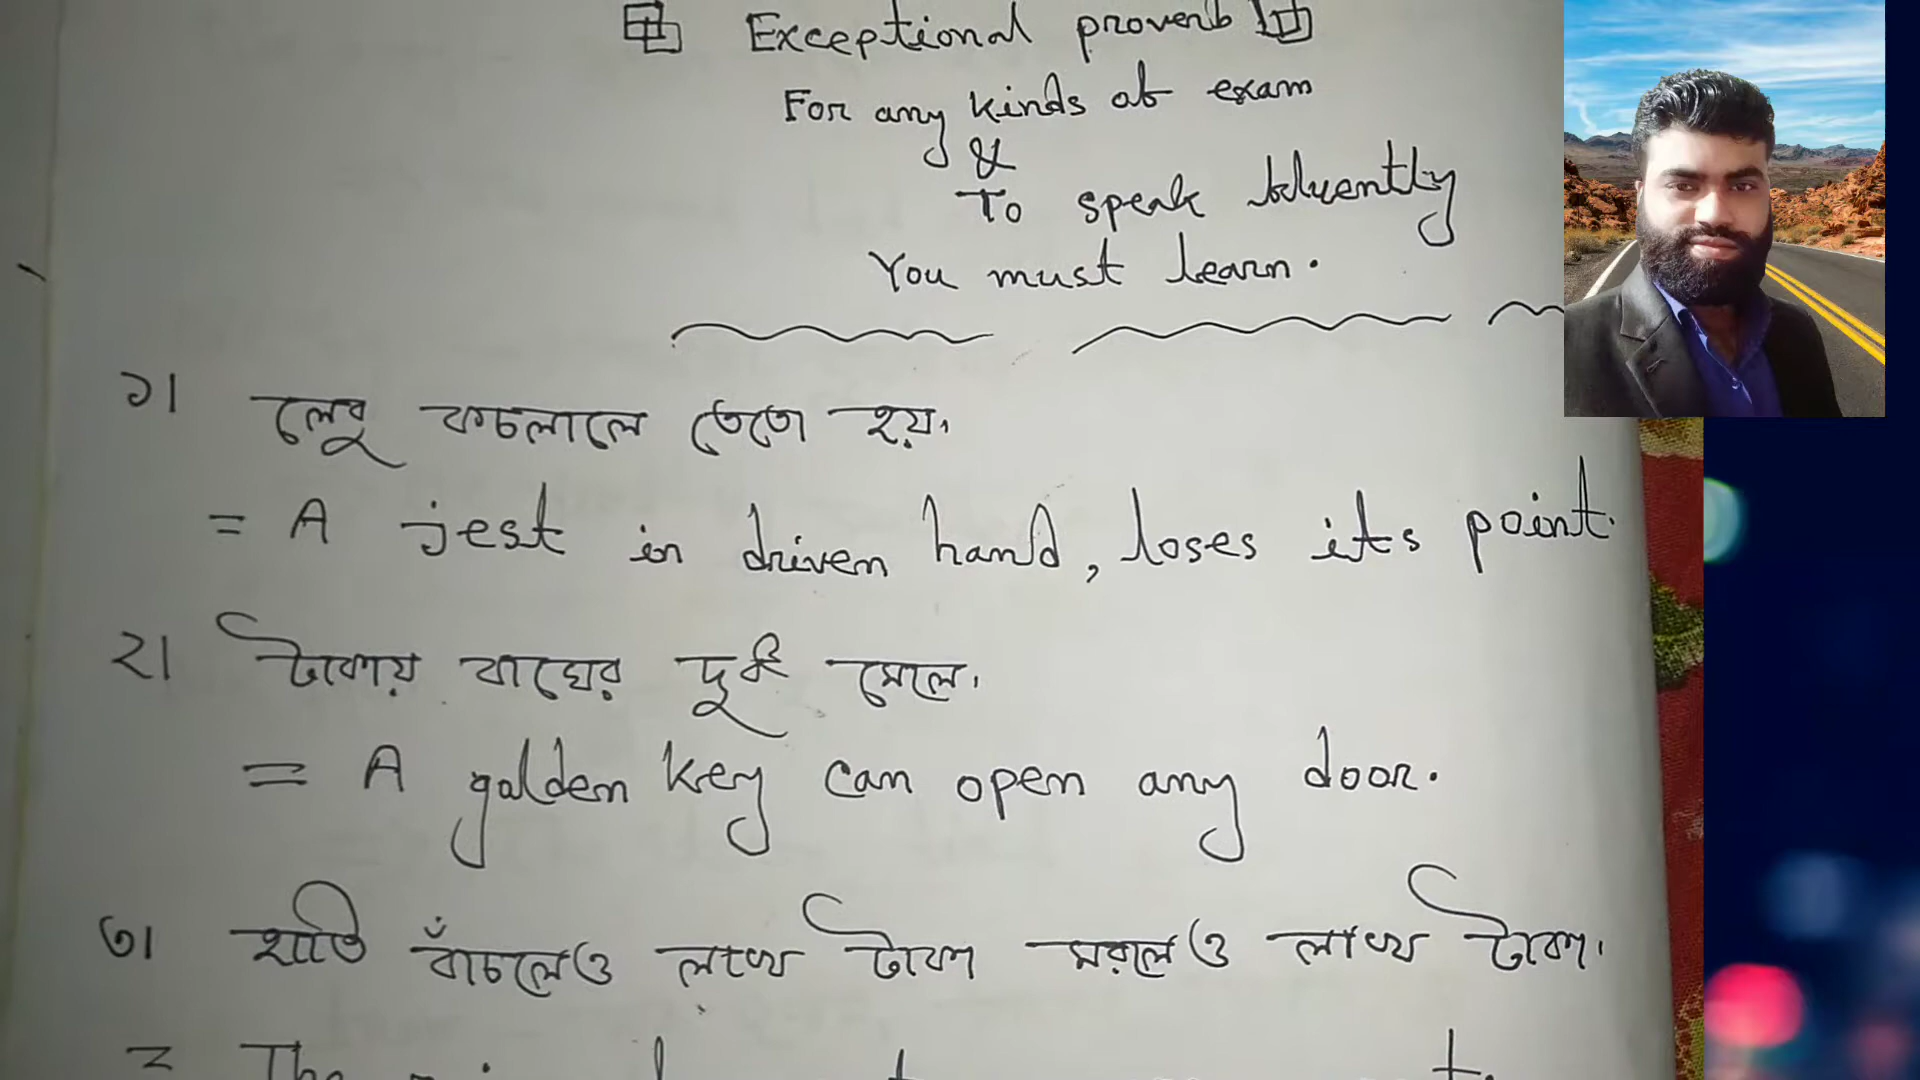 Exceptional proverb
For any kinds of exam
&
To speak fluently
You must learn.
১। লেবু কচলালে তেতো হয়।
= A jest in driven hand, loses its point.
২। টাকায় বাঘের দুধ মেলে।
= A golden key can open any door.
৩। হাতি বাঁচলেও লাখ টাকা মরলেও লাখ টাকা।
= The